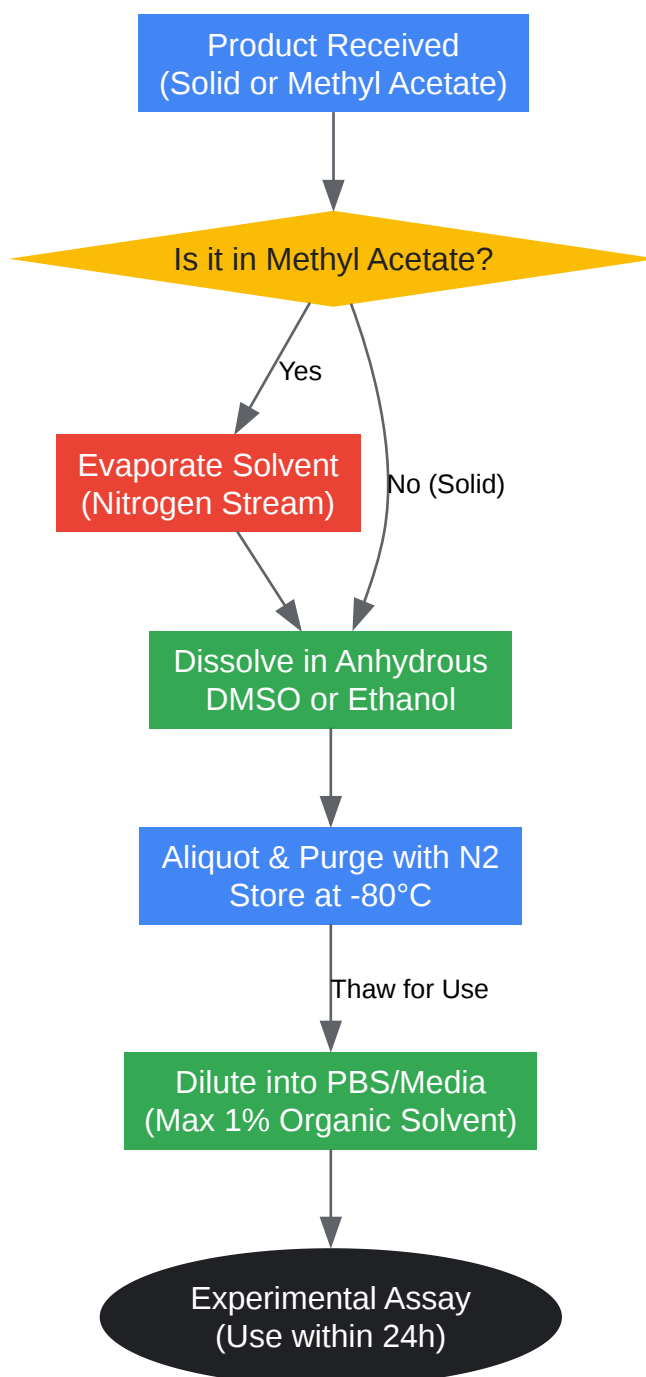 Product Received
(Solid or Methyl Acetate)
Is it in Methyl Acetate?
Yes
Evaporate Solvent
(Nitrogen Stream)
No (Solid)
Dissolve in Anhydrous
DMSO or Ethanol
Aliquot & Purge with N2
Store at -80°C
Thaw for Use
Dilute into PBS/Media
(Max 1% Organic Solvent)
Experimental Assay
(Use within 24h)